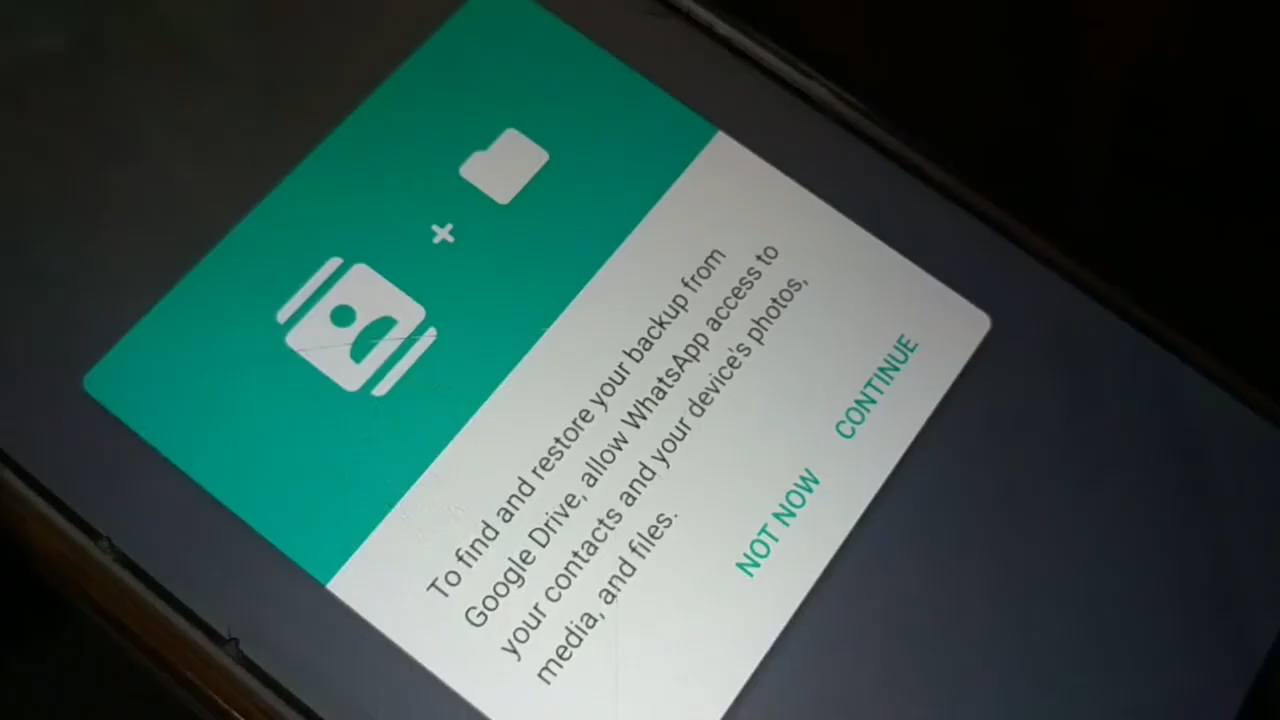 To find and restore your backup from
Google Drive, allow WhatsApp access to
your contacts and your device's photos,
media, and files.
NOT NOW
CONTINUE